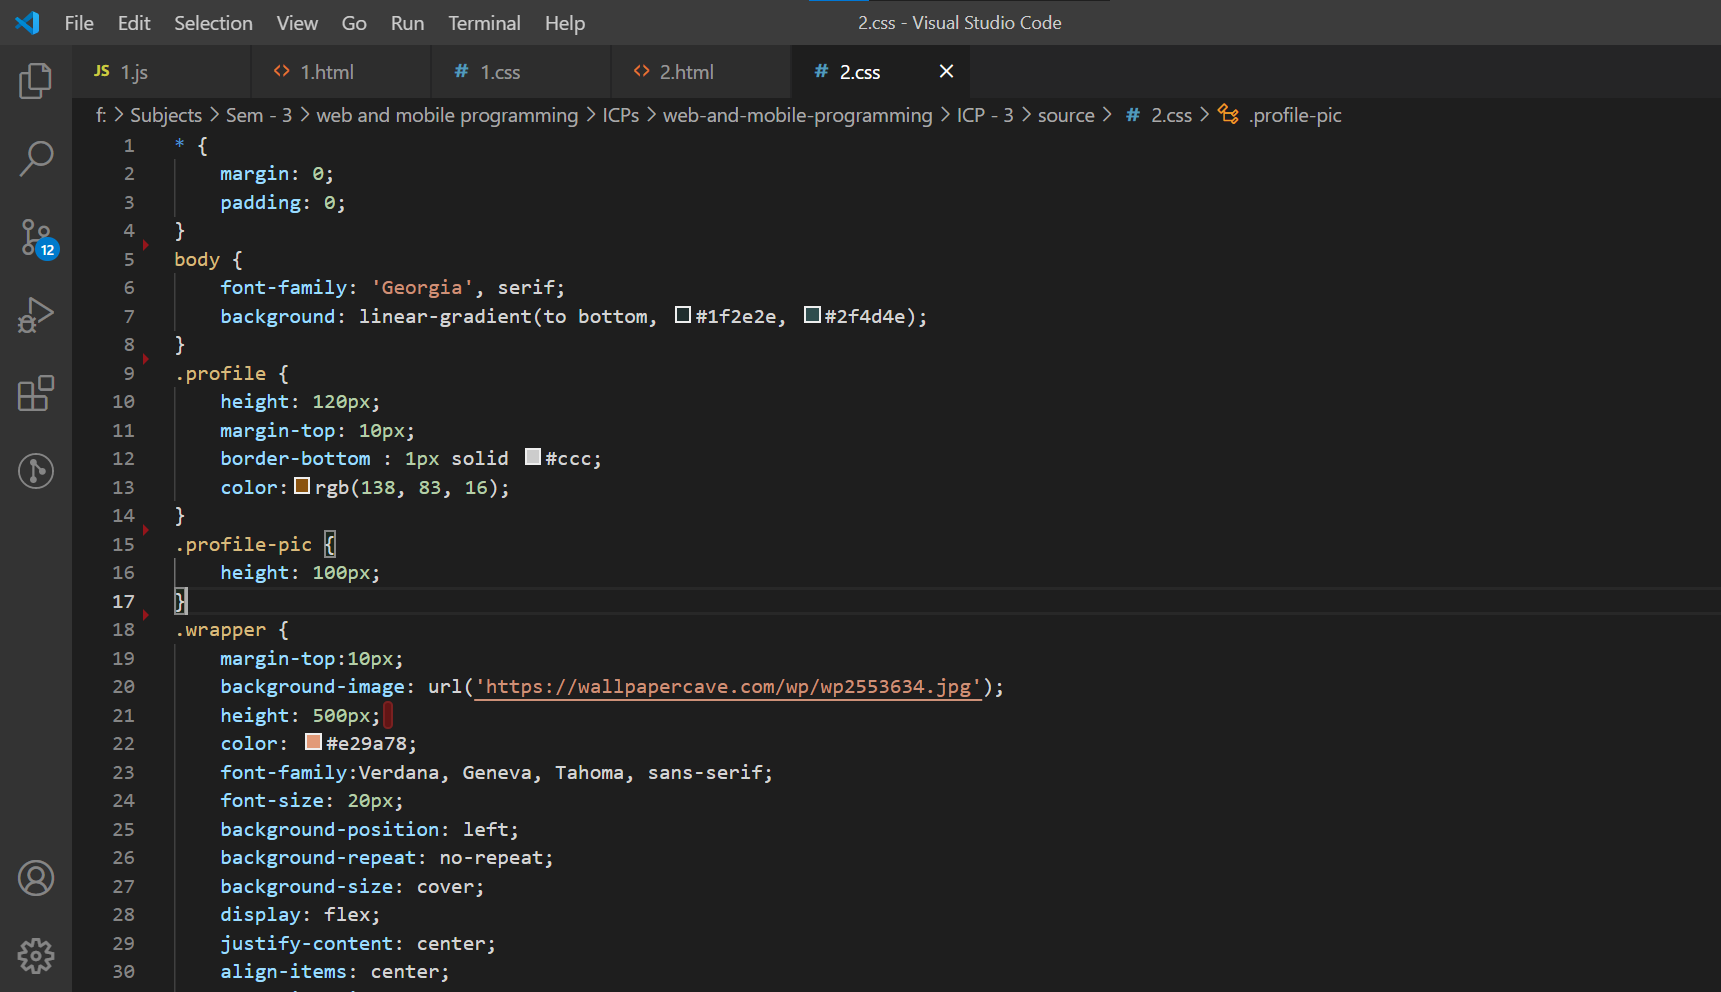 File Edit Selection View Go Run Terminal Help 2.css - Visual Studio Code
JS 1.js <> 1.html # 1.css <> 2.html # 2.css ×
f: > Subjects > Sem - 3 > web and mobile programming > ICPs > web-and-mobile-programming > ICP - 3 > source > # 2.css > .profile-pic
12
1 * {
2 margin: 0;
3 padding: 0;
4 }
5 body {
6 font-family: 'Georgia', serif;
7 background: linear-gradient(to bottom, #1f2e2e, #2f4d4e);
8 }
9 .profile {
10 height: 120px;
11 margin-top: 10px;
12 border-bottom : 1px solid #ccc;
13 color: rgb(138, 83, 16);
14 }
15 .profile-pic {
16 height: 100px;
17 }
18 .wrapper {
19 margin-top:10px;
20 background-image: url('https://wallpapercave.com/wp/wp2553634.jpg');
21 height: 500px;
22 color: #e29a78;
23 font-family:Verdana, Geneva, Tahoma, sans-serif;
24 font-size: 20px;
25 background-position: left;
26 background-repeat: no-repeat;
27 background-size: cover;
28 display: flex;
29 justify-content: center;
30 align-items: center;